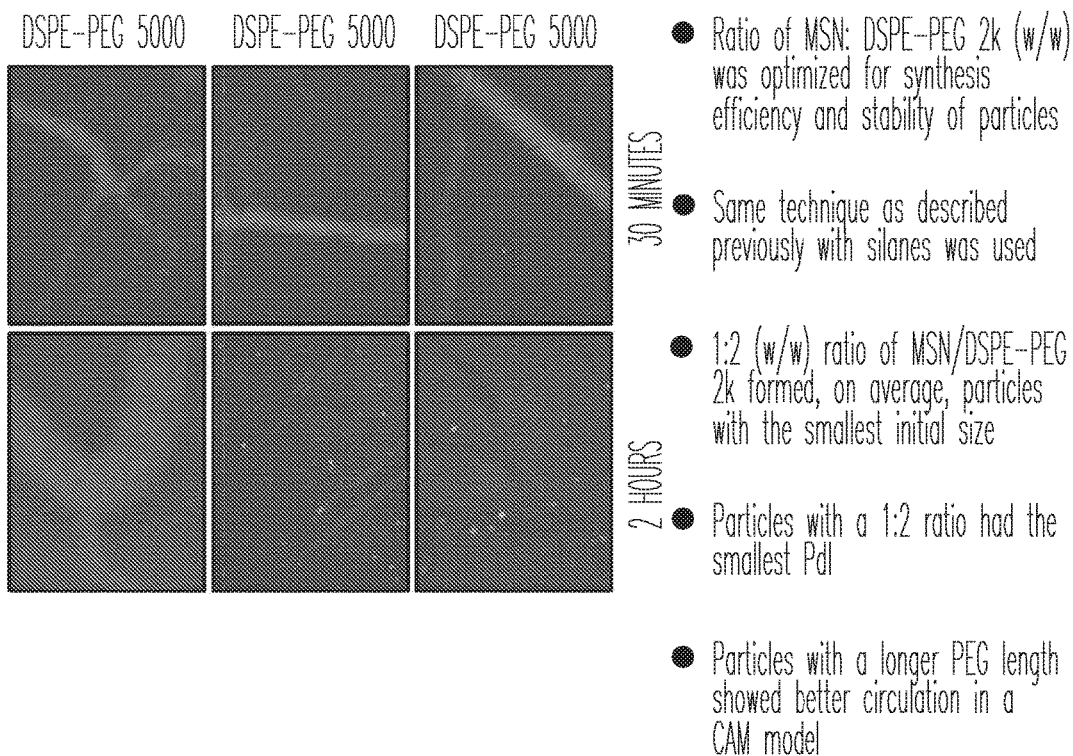 DSPE-PEG 5000 DSPE-PEG 5000 DSPE-PEG 5000
30 MINUTES
2 HOURS
● Ratio of MSN: DSPE-PEG 2k (w/w)
was optimized for synthesis
efficiency and stability of particles
● Same technique as described
previously with silanes was used
● 1:2 (w/w) ratio of MSN/DSPE-PEG
2k formed, on average, particles
with the smallest initial size
● Particles with a 1:2 ratio had the
smallest PdI
● Particles with a longer PEG length
showed better circulation in a
CAM model